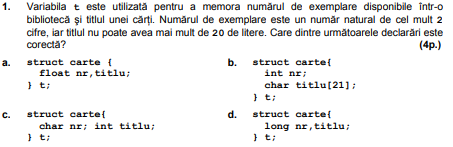 1. Variabila t este utilizată pentru a memora numărul de exemplare disponibile într-o
bibliotecă și titlul unei cărți. Numărul de exemplare este un număr natural de cel mult 2
cifre, iar titlul nu poate avea mai mult de 20 de litere. Care dintre următoarele declarări este
corectă? (4p.)
a. struct carte { b. struct carte{
float nr,titlu; int nr;
} t; char titlu[21];
} t;
c. struct carte{ d. struct carte{
char nr; int titlu; long nr,titlu;
} t; } t;